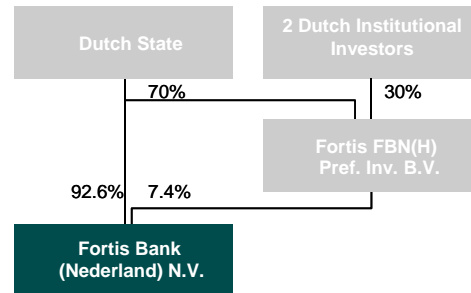 Dutch State
2 Dutch Institutional
Investors
70%
30%
Fortis FBN(H)
Pref. Inv. B.V.
92.6%
7.4%
Fortis Bank
(Nederland) N.V.